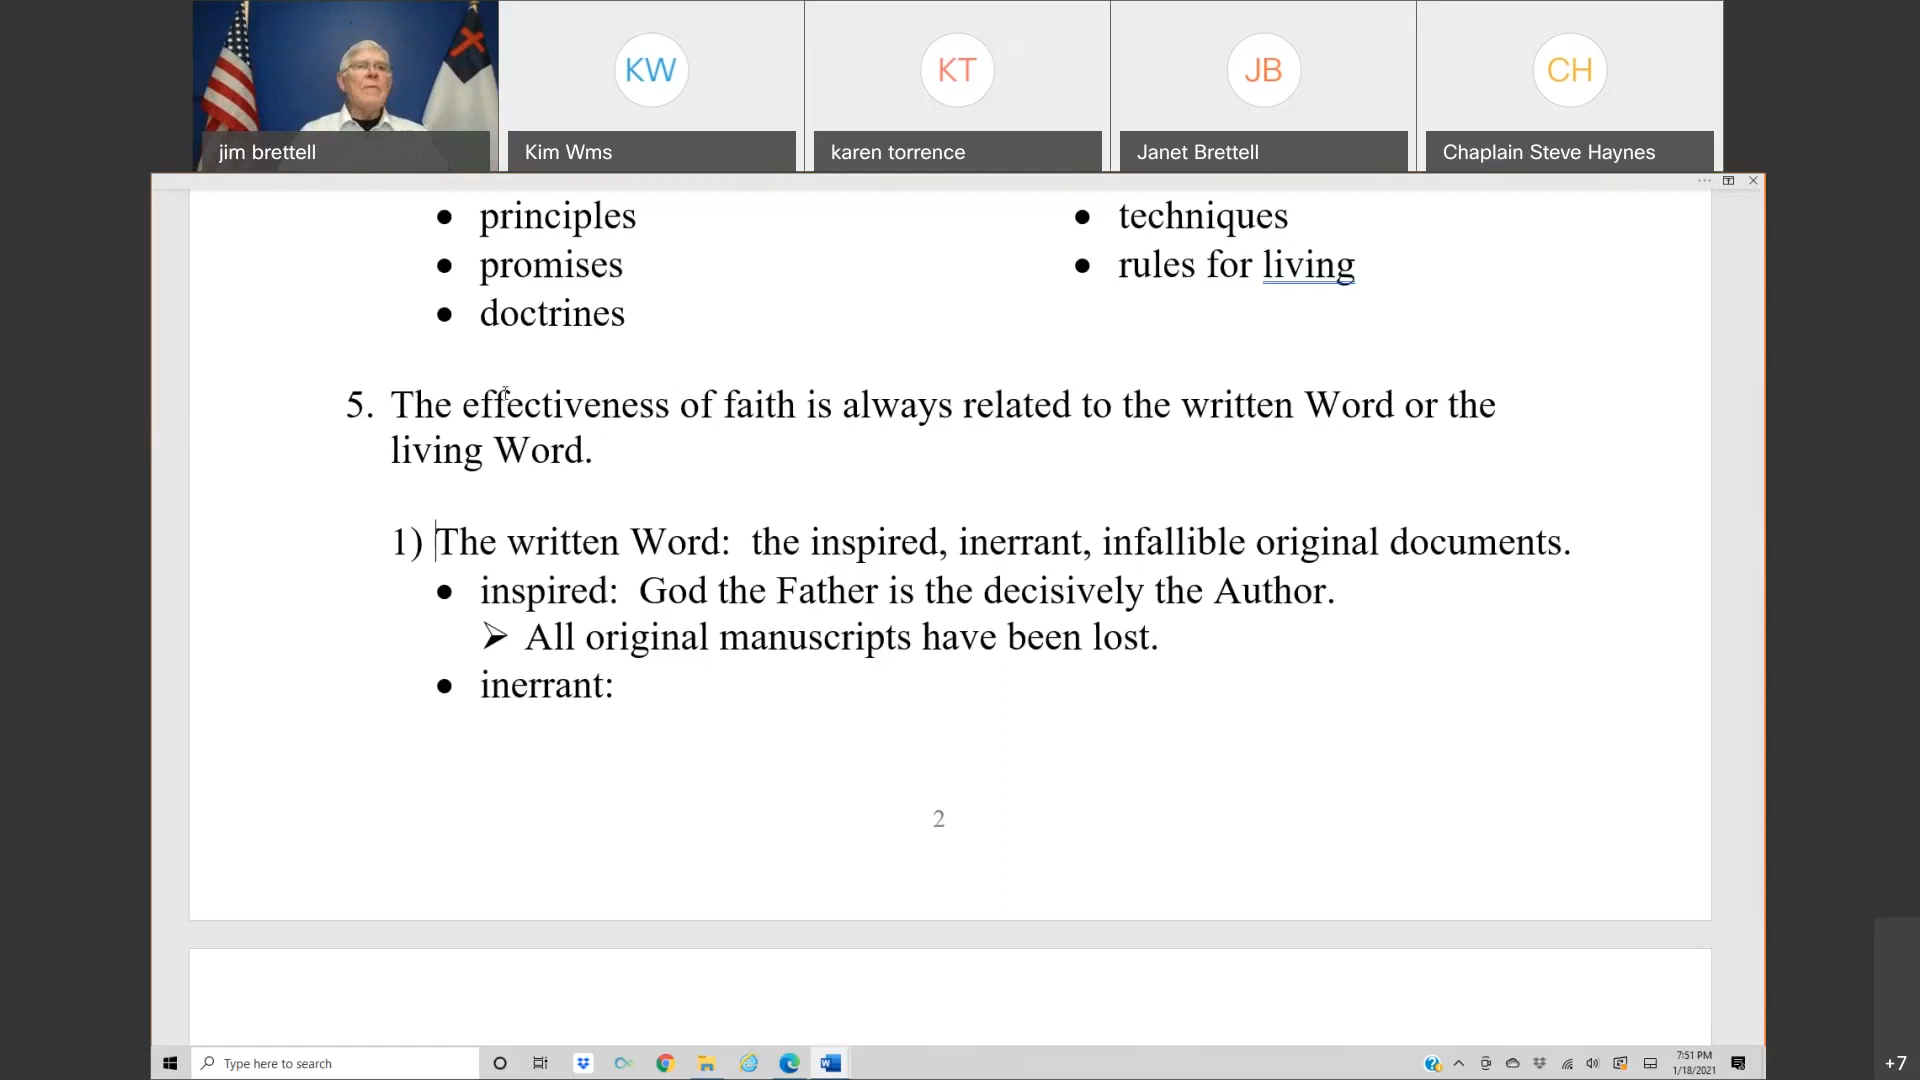 KW
KT
JB
CH
jim brettell
Kim Wms
karen torrence
Janet Brettell
Chaplain Steve Haynes
• principles
• promises
• doctrines
• techniques
• rules for living
5. The effectiveness of faith is always related to the written Word or the
living Word.
1) The written Word: the inspired, inerrant, infallible original documents.
• inspired: God the Father is the decisively the Author.
➢ All original manuscripts have been lost.
• inerrant:
2
Type here to search
7:51 PM
1/18/2021
+7